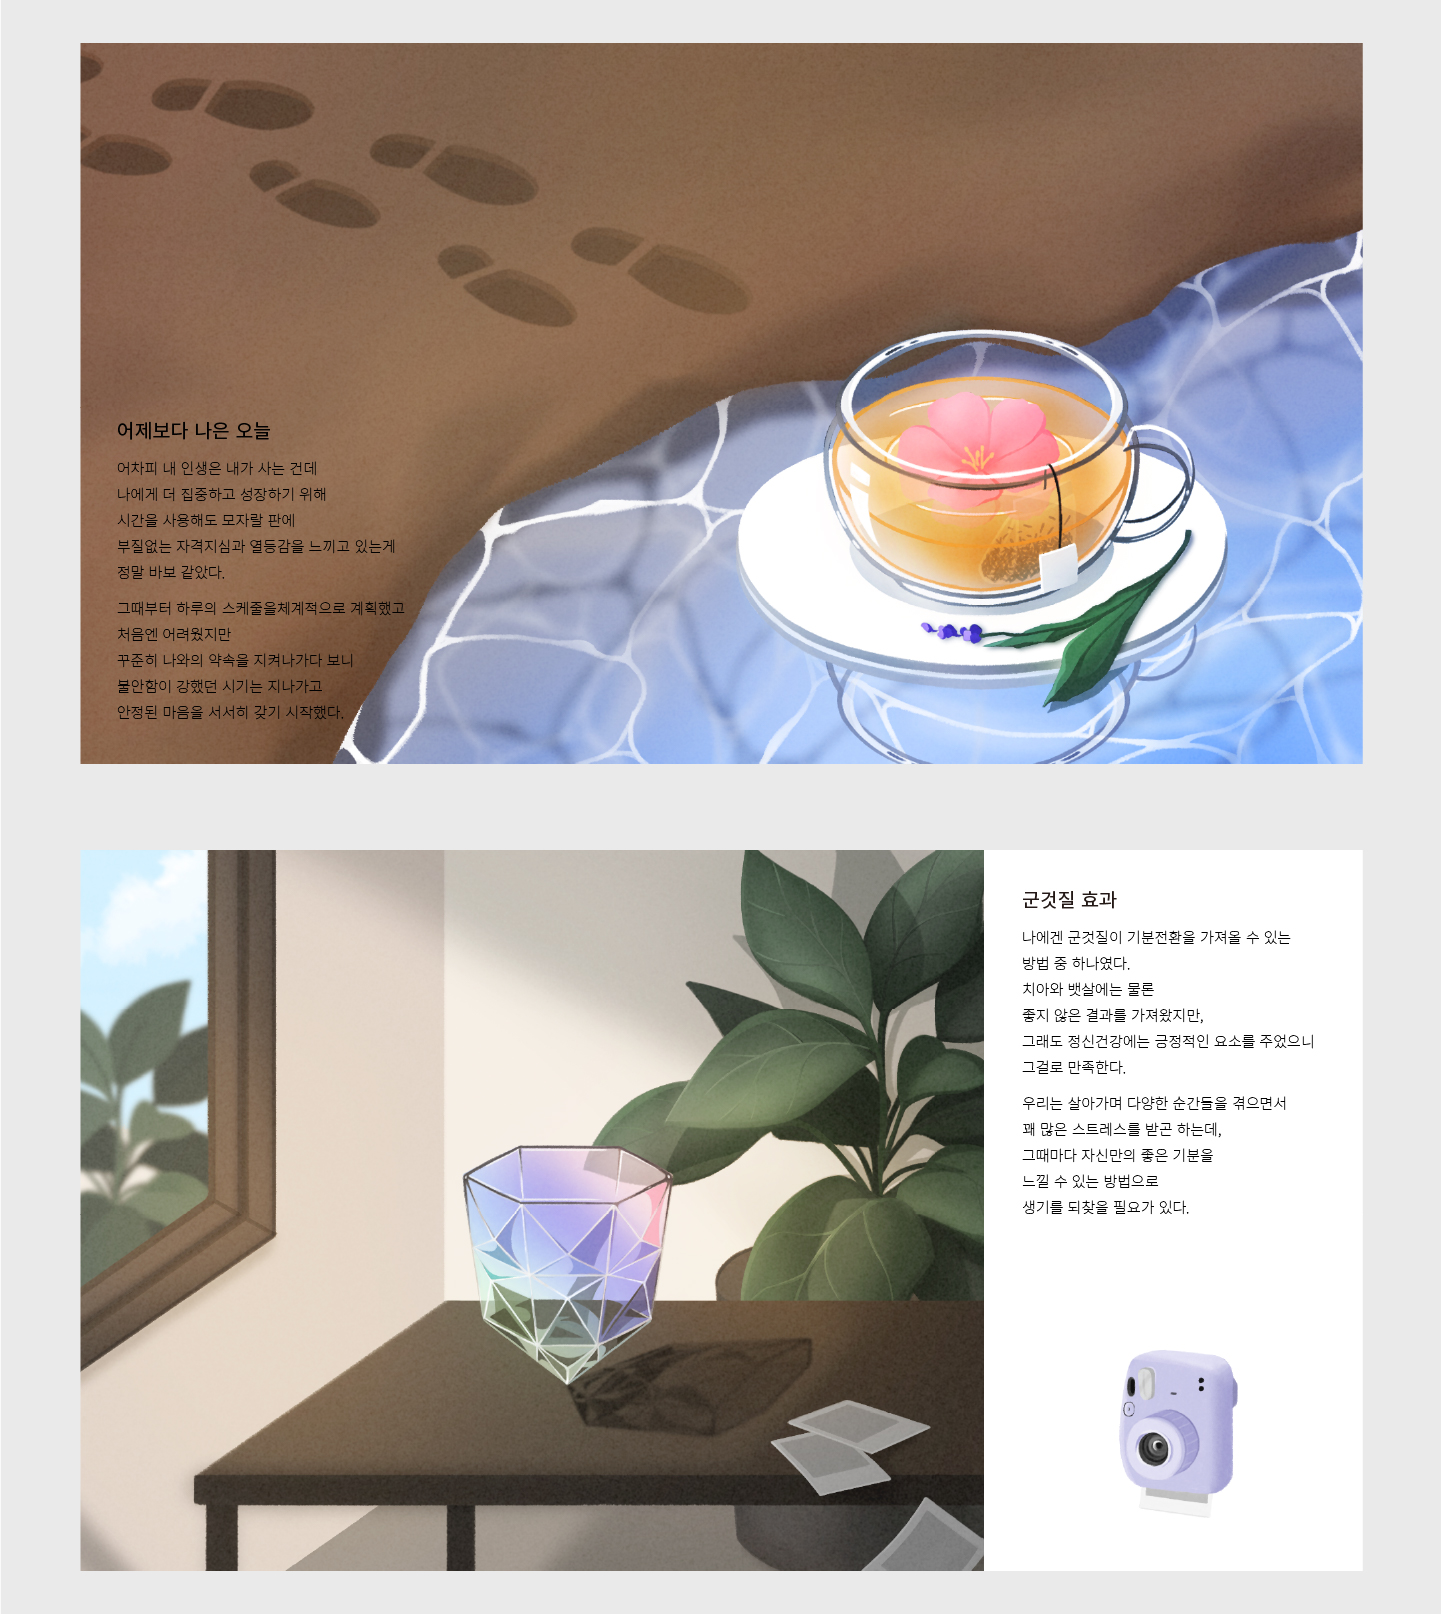 어제보다 나은 오늘
어차피 내 인생은 내가 사는 건데
나에게 더 집중하고 성장하기 위해
시간을 사용해도 모자랄 판에
부질없는 자격지심과 열등감을 느끼고 있는게
정말 바보 같았다.
그때부터 하루의 스케줄을체계적으로 계획했고
처음엔 어려웠지만
꾸준히 나와의 약속을 지켜나가다 보니
불안함이 강했던 시기는 지나가고
안정된 마음을 서서히 갖기 시작했다.
군것질 효과
나에겐 군것질이 기분전환을 가져올 수 있는
방법 중 하나였다.
치아와 뱃살에는 물론
좋지 않은 결과를 가져왔지만,
그래도 정신건강에는 긍정적인 요소를 주었으니
그걸로 만족한다.
우리는 살아가며 다양한 순간들을 겪으면서
꽤 많은 스트레스를 받곤 하는데,
그때마다 자신만의 좋은 기분을
느낄 수 있는 방법으로
생기를 되찾을 필요가 있다.